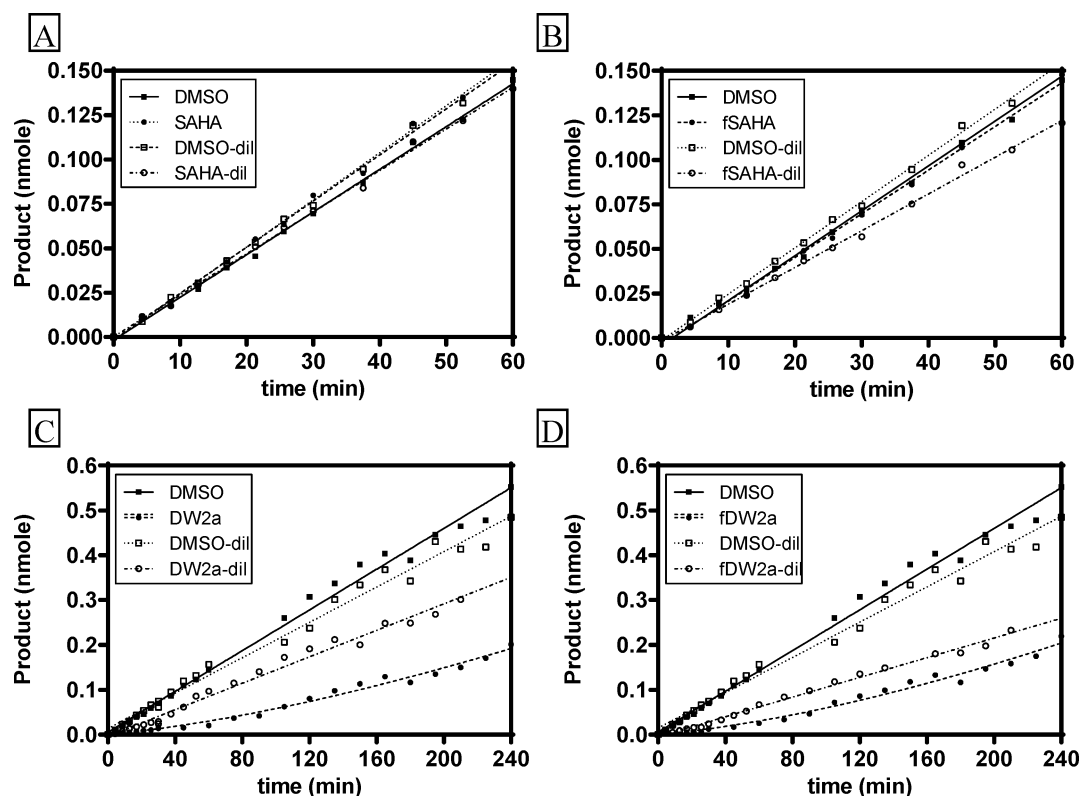 A
Product (nmole)
0.150
0.125
0.100
0.075
0.050
0.025
0.000
DMSO
SAHA
DMSO-dil
SAHA-dil
0 10 20 30 40 50 60
time (min)
B
Product (nmole)
0.150
0.125
0.100
0.075
0.050
0.025
0.000
DMSO
fSAHA
DMSO-dil
fSAHA-dil
0 10 20 30 40 50 60
time (min)
C
Product (nmole)
0.6
0.5
0.4
0.3
0.2
0.1
0.0
DMSO
DW2a
DMSO-dil
DW2a-dil
0 40 80 120 160 200 240
time (min)
D
Product (nmole)
0.6
0.5
0.4
0.3
0.2
0.1
0.0
DMSO
fDW2a
DMSO-dil
fDW2a-dil
0 40 80 120 160 200 240
time (min)